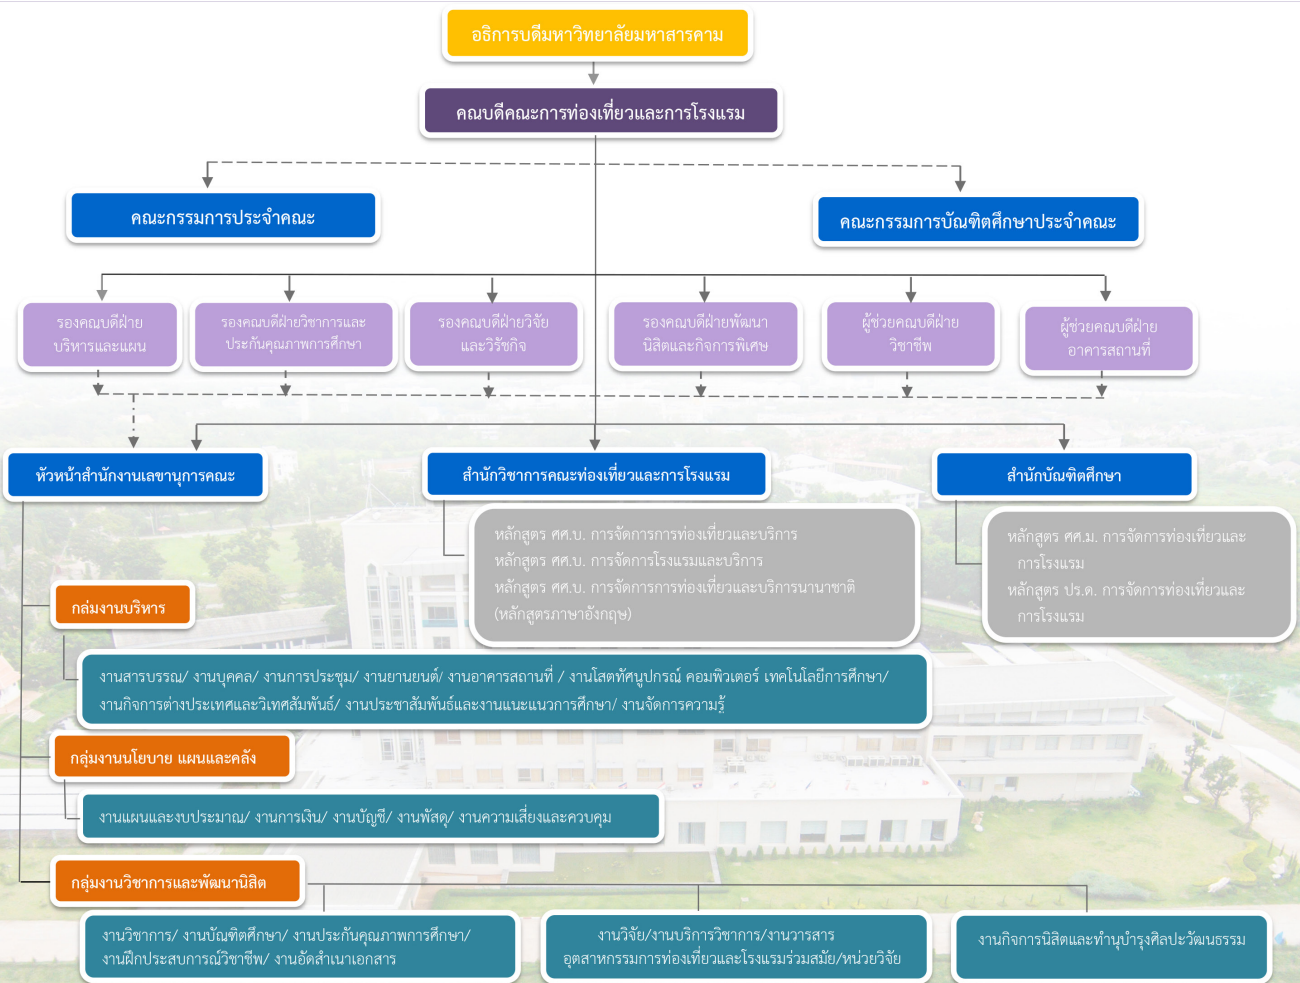 อธิการบดีมหาวิทยาลัยมหาสารคาม
คณบดีคณะการท่องเที่ยวและการโรงแรม
คณะกรรมการประจำคณะ
คณะกรรมการบัณฑิตศึกษาประจำคณะ
รองคณบดีฝ่าย
บริหารและแผน
รองคณบดีฝ่ายวิชาการและ
ประกันคุณภาพการศึกษา
รองคณบดีฝ่ายวิจัย
และวิรัชกิจ
รองคณบดีฝ่ายพัฒนา
นิสิตและกิจการพิเศษ
ผู้ช่วยคณบดีฝ่าย
วิชาชีพ
ผู้ช่วยคณบดีฝ่าย
อาคารสถานที่
หัวหน้าสำนักงานเลขานุการคณะ
สำนักวิชาการคณะท่องเที่ยวและการโรงแรม
สำนักบัณฑิตศึกษา
หลักสูตร ศศ.บ. การจัดการการท่องเที่ยวและบริการ
หลักสูตร ศศ.บ. การจัดการโรงแรมและบริการ
หลักสูตร ศศ.บ. การจัดการการท่องเที่ยวและบริการนานาชาติ
(หลักสูตรภาษาอังกฤษ)
หลักสูตร ศศ.ม. การจัดการท่องเที่ยวและ
การโรงแรม
หลักสูตร ปร.ด. การจัดการท่องเที่ยวและ
การโรงแรม
กลุ่มงานบริหาร
งานสารบรรณ/ งานบุคคล/ งานการประชุม/ งานยานยนต์/ งานอาคารสถานที่ / งานโสตทัศนูปกรณ์ คอมพิวเตอร์ เทคโนโลยีการศึกษา/
งานกิจการต่างประเทศและวิเทศสัมพันธ์/ งานประชาสัมพันธ์และงานแนะแนวการศึกษา/ งานจัดการความรู้
กลุ่มงานนโยบาย แผนและคลัง
งานแผนและงบประมาณ/ งานการเงิน/ งานบัญชี/ งานพัสดุ/ งานความเสี่ยงและควบคุม
กลุ่มงานวิชาการและพัฒนานิสิต
งานวิชาการ/ งานบัณฑิตศึกษา/ งานประกันคุณภาพการศึกษา/
งานฝึกประสบการณ์วิชาชีพ/ งานอัดสำเนาเอกสาร
งานวิจัย/งานบริการวิชาการ/งานวารสาร
อุตสาหกรรมการท่องเที่ยวและโรงแรมร่วมสมัย/หน่วยวิจัย
งานกิจการนิสิตและทำนุบำรุงศิลปะวัฒนธรรม